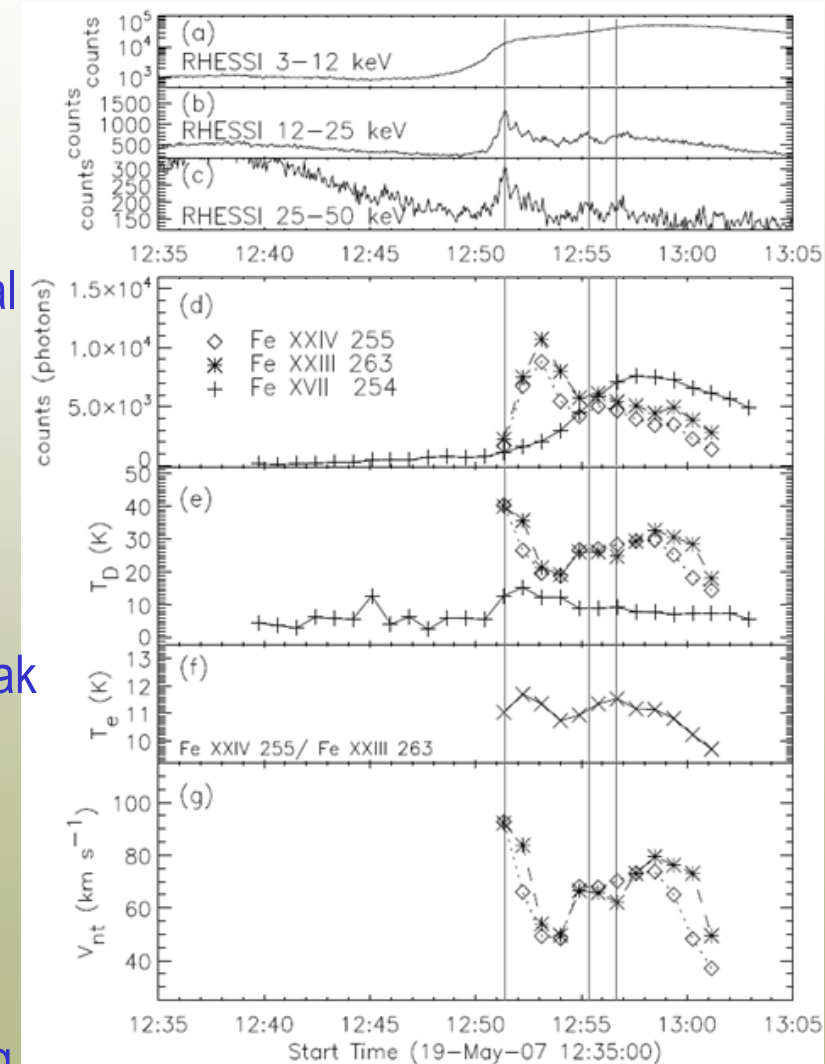 10⁵
10⁴
10³
counts
(a)
RHESSI 3–12 keV
1500
1000
500
counts
(b)
RHESSI 12–25 keV
300
250
200
150
counts
(c)
RHESSI 25–50 keV
12:35 12:40 12:45 12:50 12:55 13:00 13:05
al
1.5×10⁴
1.0×10⁴
5.0×10³
0
counts (photons)
(d)
Fe XXIV 255
Fe XXIII 263
Fe XVII 254
50
40
30
20
10
0
T_D (K)
(e)
ak
13
12
11
10
T_e (K)
(f)
Fe XXIV 255/ Fe XXIII 263
100
80
60
40
V_nt (km s⁻¹)
(g)
12:35 12:40 12:45 12:50 12:55 13:00 13:05
Start Time (19-May-07 12:35:00)